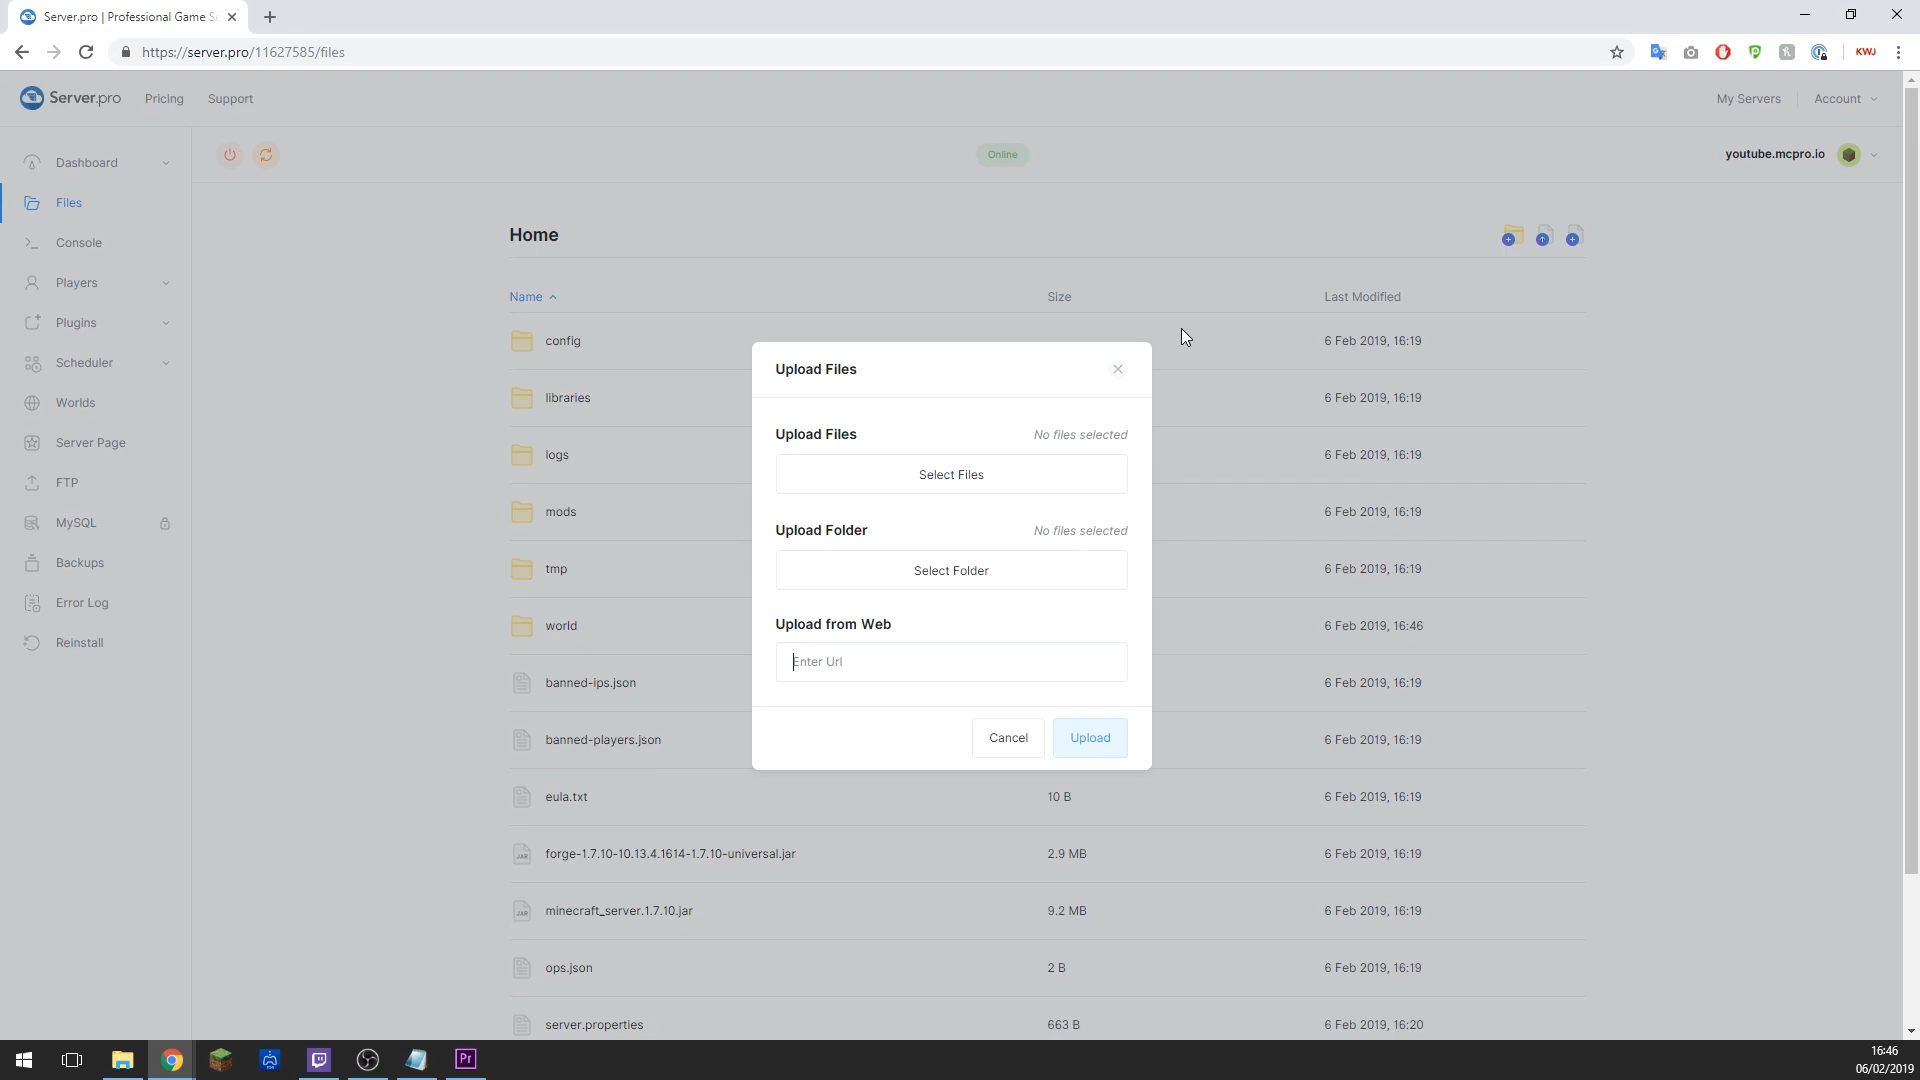 Server.pro | Professional Game Se
https://server.pro/11627585/files
KWJ
Server.pro
Pricing
Support
My Servers
Account
Dashboard
Online
youtube.mcpro.io
Files
Console
Players
Plugins
Scheduler
Worlds
Server Page
FTP
MySQL
Backups
Error Log
Reinstall
Home
Name
Size
Last Modified
config
6 Feb 2019, 16:19
libraries
6 Feb 2019, 16:19
logs
6 Feb 2019, 16:19
mods
6 Feb 2019, 16:19
tmp
6 Feb 2019, 16:19
world
6 Feb 2019, 16:46
banned-ips.json
6 Feb 2019, 16:19
banned-players.json
6 Feb 2019, 16:19
eula.txt
10 B
6 Feb 2019, 16:19
JAR
forge-1.7.10-10.13.4.1614-1.7.10-universal.jar
2.9 MB
6 Feb 2019, 16:19
JAR
minecraft_server.1.7.10.jar
9.2 MB
6 Feb 2019, 16:19
ops.json
2 B
6 Feb 2019, 16:19
server.properties
663 B
6 Feb 2019, 16:20
Upload Files
Upload Files
No files selected
Select Files
Upload Folder
No files selected
Select Folder
Upload from Web
Enter Url
Cancel
Upload
Pr
16:46
06/02/2019